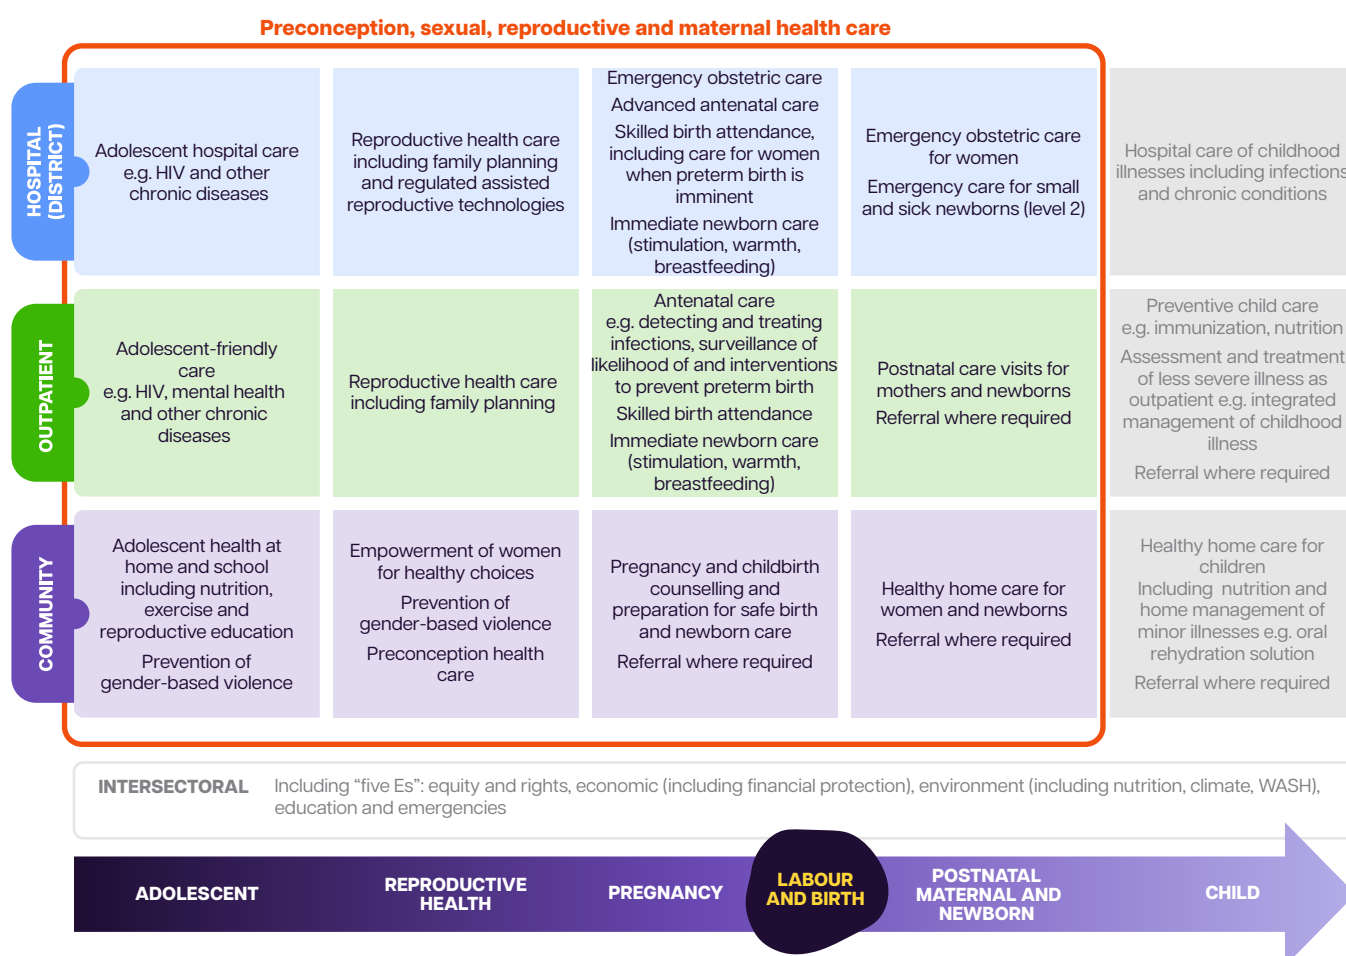 Preconception, sexual, reproductive and maternal health care
HOSPITAL
(DISTRICT)
Adolescent hospital care
e.g. HIV and other
chronic diseases
Reproductive health care
including family planning
and regulated assisted
reproductive technologies
Emergency obstetric care
Advanced antenatal care
Skilled birth attendance,
including care for women
when preterm birth is
imminent
Immediate newborn care
(stimulation, warmth,
breastfeeding)
Emergency obstetric care
for women
Emergency care for small
and sick newborns (level 2)
Hospital care of childhood
illnesses including infections
and chronic conditions
OUTPATIENT
Adolescent-friendly
care
e.g. HIV, mental health
and other chronic
diseases
Reproductive health care
including family planning
Antenatal care
e.g. detecting and treating
infections, surveillance of
likelihood of and interventions
to prevent preterm birth
Skilled birth attendance
Immediate newborn care
(stimulation, warmth,
breastfeeding)
Postnatal care visits for
mothers and newborns
Referral where required
Preventive child care
e.g. immunization, nutrition
Assessment and treatment
of less severe illness as
outpatient e.g. integrated
management of childhood
illness
Referral where required
COMMUNITY
Adolescent health at
home and school
including nutrition,
exercise and
reproductive education
Prevention of
gender-based violence
Empowerment of women
for healthy choices
Prevention of
gender-based violence
Preconception health
care
Pregnancy and childbirth
counselling and
preparation for safe birth
and newborn care
Referral where required
Healthy home care for
women and newborns
Referral where required
Healthy home care for
children
Including nutrition and
home management of
minor illnesses e.g. oral
rehydration solution
Referral where required
INTERSECTORAL
Including “five Es”: equity and rights, economic (including financial protection), environment (including nutrition, climate, WASH),
education and emergencies
ADOLESCENT
REPRODUCTIVE
HEALTH
PREGNANCY
LABOUR
AND BIRTH
POSTNATAL
MATERNAL AND
NEWBORN
CHILD